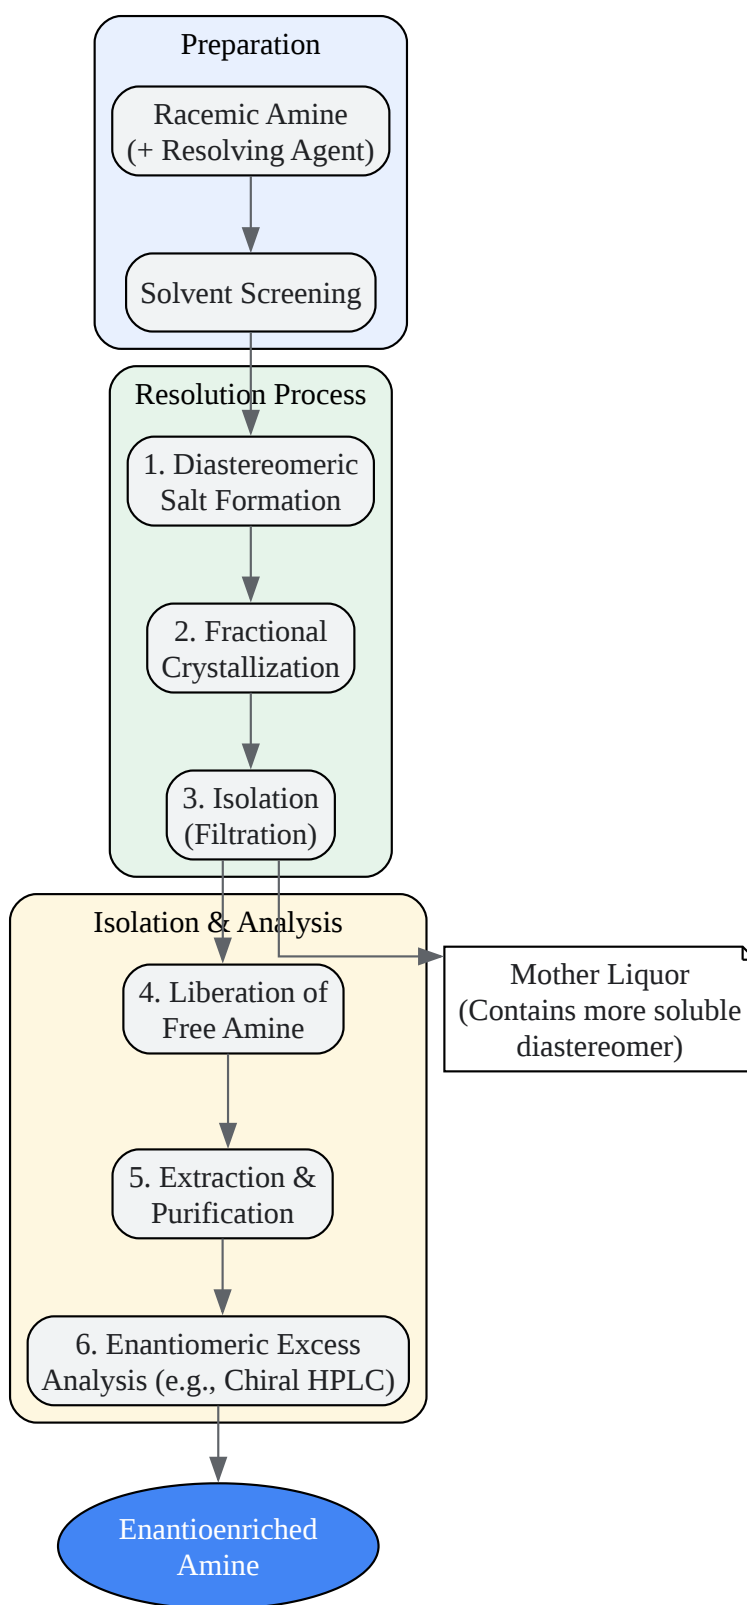 Preparation
Racemic Amine
(+ Resolving Agent)
Solvent Screening
Resolution Process
1. Diastereomeric
Salt Formation
2. Fractional
Crystallization
3. Isolation
(Filtration)
Isolation & Analysis
4. Liberation of
Free Amine
Mother Liquor
(Contains more soluble
diastereomer)
5. Extraction &
Purification
6. Enantiomeric Excess
Analysis (e.g., Chiral HPLC)
Enantioenriched
Amine